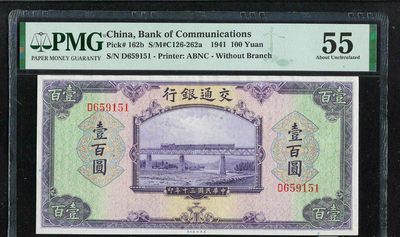 PMG
PAPER MONEY GUARANTY
China, Bank of Communications
Pick# 162b S/M#C126-262a 1941 100 Yuan
S/N D659151 - Printer: ABNC - Without Branch
55
About Uncirculated
行銀通交
壹百
百壹
D659151
壹百圓
壹百圓
D659151
印年十三國民華中
百壹
壹百